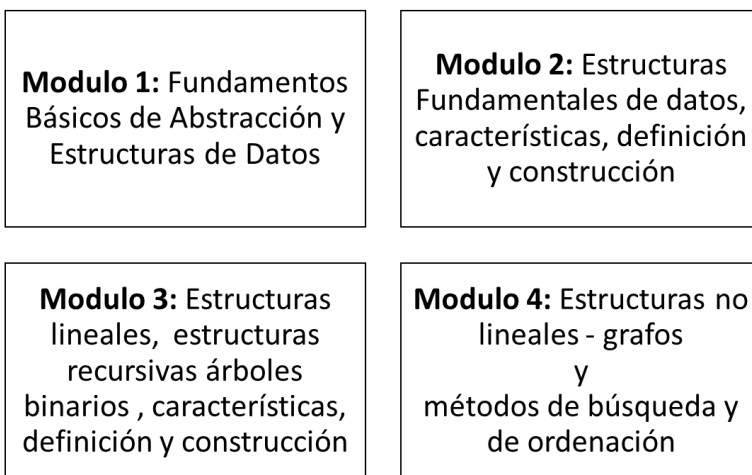 Modulo 1: Fundamentos
Básicos de Abstracción y
Estructuras de Datos
Modulo 2: Estructuras
Fundamentales de datos,
características, definición
y construcción
Modulo 3: Estructuras
lineales, estructuras
recursivas árboles
binarios , características,
definición y construcción
Modulo 4: Estructuras no
lineales - grafos
y
métodos de búsqueda y
de ordenación